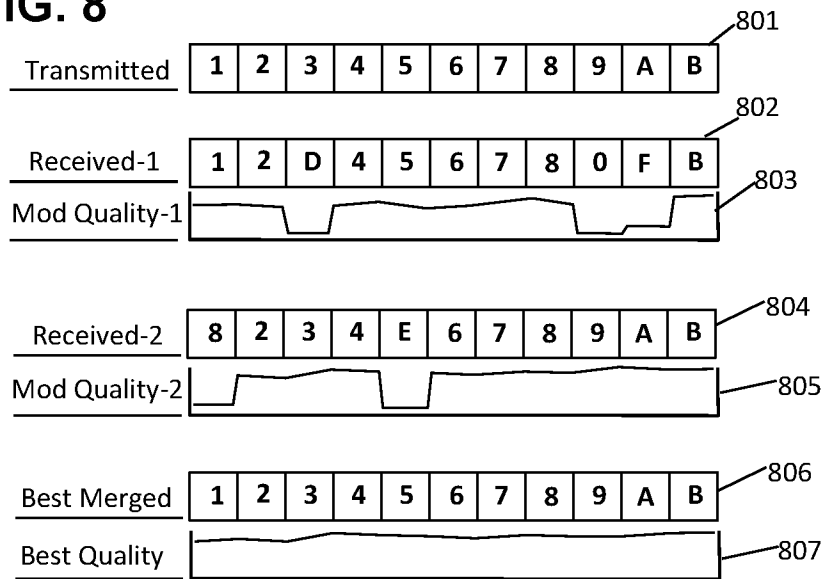 IG. 8
801
Transmitted 1 2 3 4 5 6 7 8 9 A B
802
Received-1 1 2 D 4 5 6 7 8 0 F B
803
Mod Quality-1
804
Received-2 8 2 3 4 E 6 7 8 9 A B
Mod Quality-2 805
806
Best Merged 1 2 3 4 5 6 7 8 9 A B
Best Quality 807